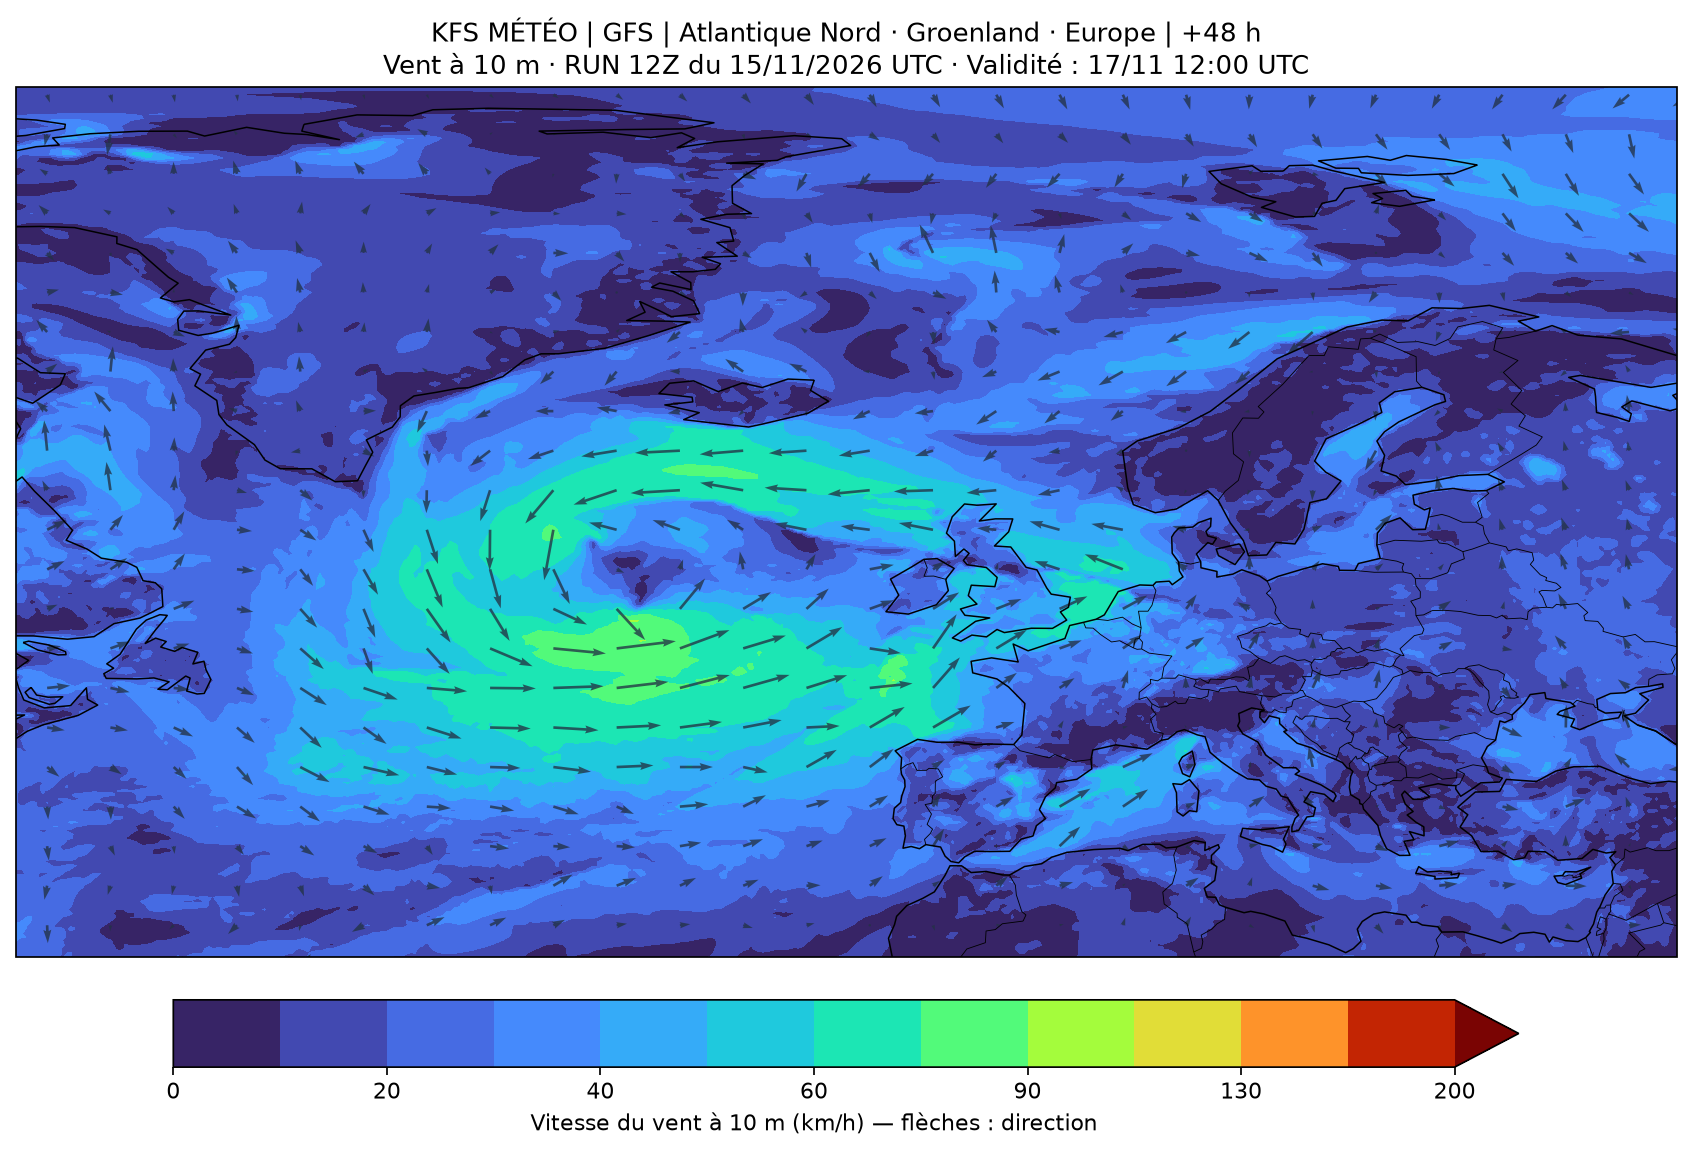 KFS MÉTÉO | GFS | Atlantique Nord · Groenland · Europe | +48 h
Vent à 10 m · RUN 12Z du 15/11/2026 UTC · Validité : 17/11 12:00 UTC
0 20 40 60 90 130 200
Vitesse du vent à 10 m (km/h) — flèches : direction